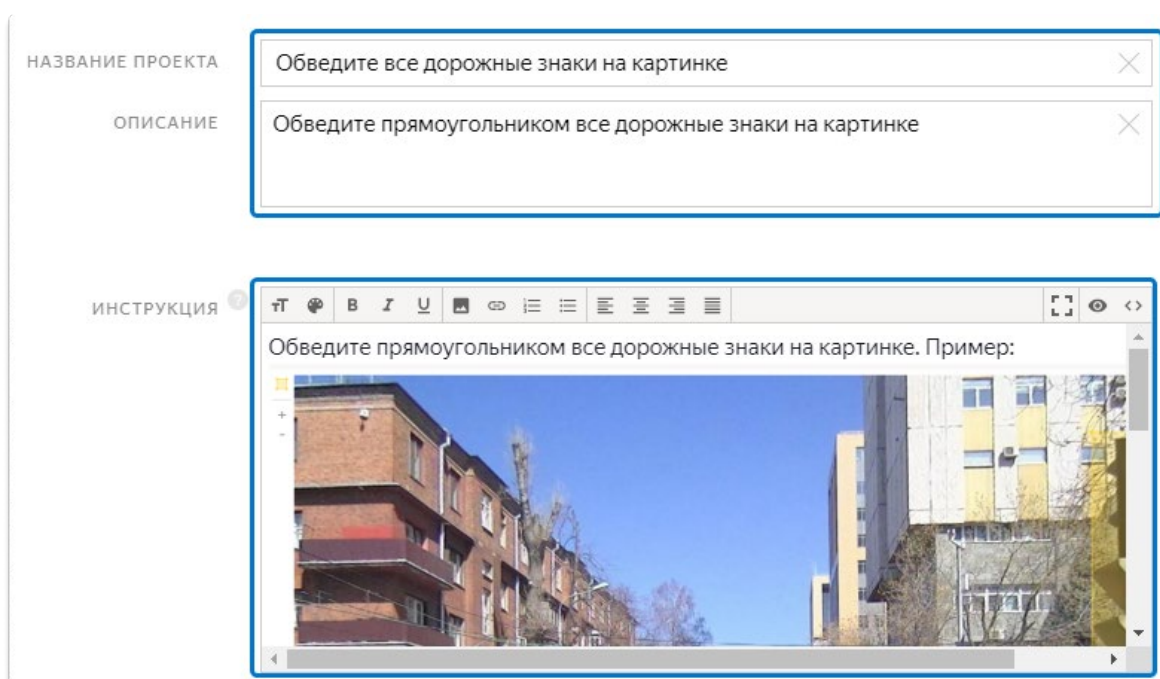 НАЗВАНИЕ ПРОЕКТА
Обведите все дорожные знаки на картинке
ОПИСАНИЕ
Обведите прямоугольником все дорожные знаки на картинке
ИНСТРУКЦИЯ ?
тТ B I U
Обведите прямоугольником все дорожные знаки на картинке. Пример:
+
-